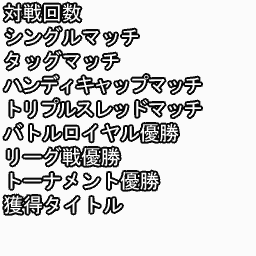 対戦回数
シングルマッチ
タッグマッチ
ハンディキャップマッチ
トリプルスレッドマッチ
バトルロイヤル優勝
リーグ戦優勝
トーナメント優勝
獲得タイトル